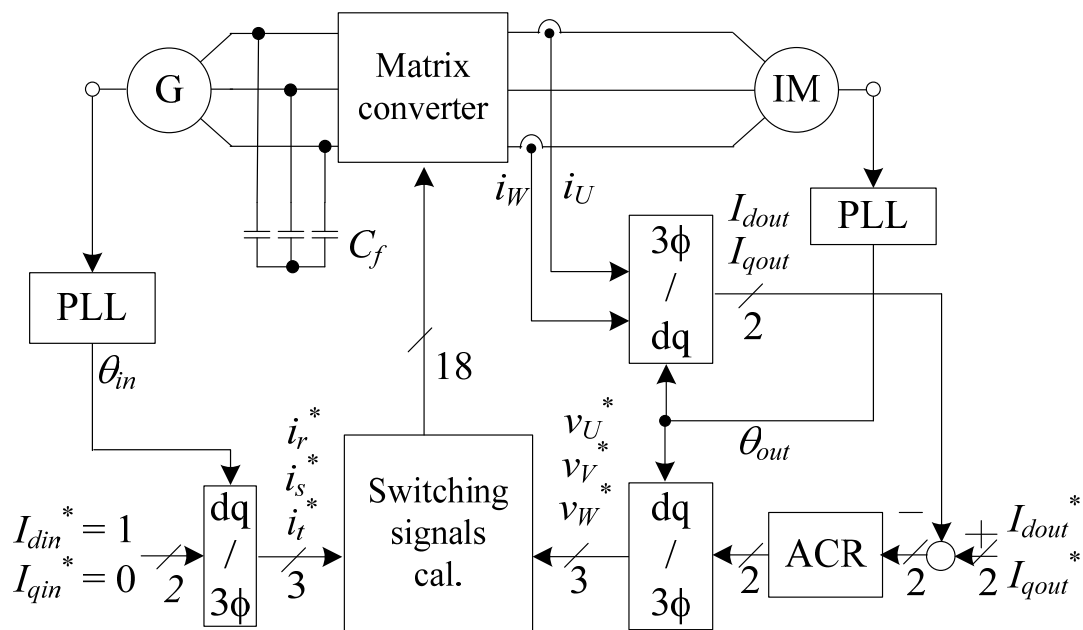 G
Matrix
converter
IM
i_W
i_U
I_dout
I_qout
PLL
C_f
3ϕ
/
dq
2
PLL
θ_in
18
θ_out
i_r*
i_s*
i_t*
v_U*
v_V*
v_W*
I_din* = 1
I_qin* = 0
2
dq
/
3ϕ
3
Switching
signals
cal.
3
dq
/
3ϕ
2
ACR
2
−
+
2
I_dout*
I_qout*